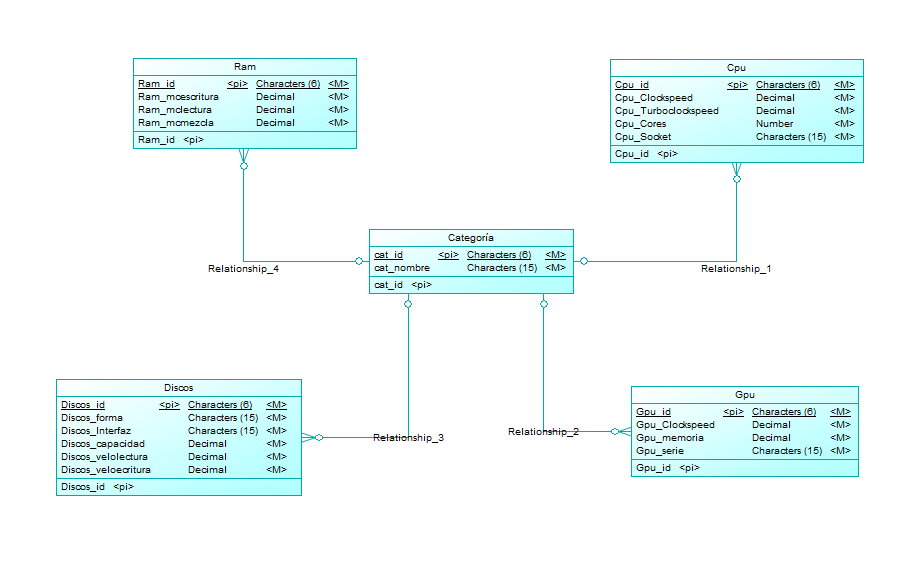 Ram
Ram_id <pi> Characters (6) <M>
Ram_mcescritura Decimal <M>
Ram_mclectura Decimal <M>
Ram_mcmezcla Decimal <M>
Ram_id <pi>
Cpu
Cpu_id <pi> Characters (6) <M>
Cpu_Clockspeed Decimal <M>
Cpu_Turboclockspeed Decimal <M>
Cpu_Cores Number <M>
Cpu_Socket Characters (15) <M>
Cpu_id <pi>
Categoría
cat_id <pi> Characters (6) <M>
cat_nombre Characters (15) <M>
cat_id <pi>
Relationship_4
Relationship_1
Discos
Discos_id <pi> Characters (6) <M>
Discos_forma Characters (15) <M>
Discos_Interfaz Characters (15) <M>
Discos_capacidad Decimal <M>
Discos_velolectura Decimal <M>
Discos_veloecritura Decimal <M>
Discos_id <pi>
Relationship_3
Relationship_2
Gpu
Gpu_id <pi> Characters (6) <M>
Gpu_Clockspeed Decimal <M>
Gpu_memoria Decimal <M>
Gpu_serie Characters (15) <M>
Gpu_id <pi>